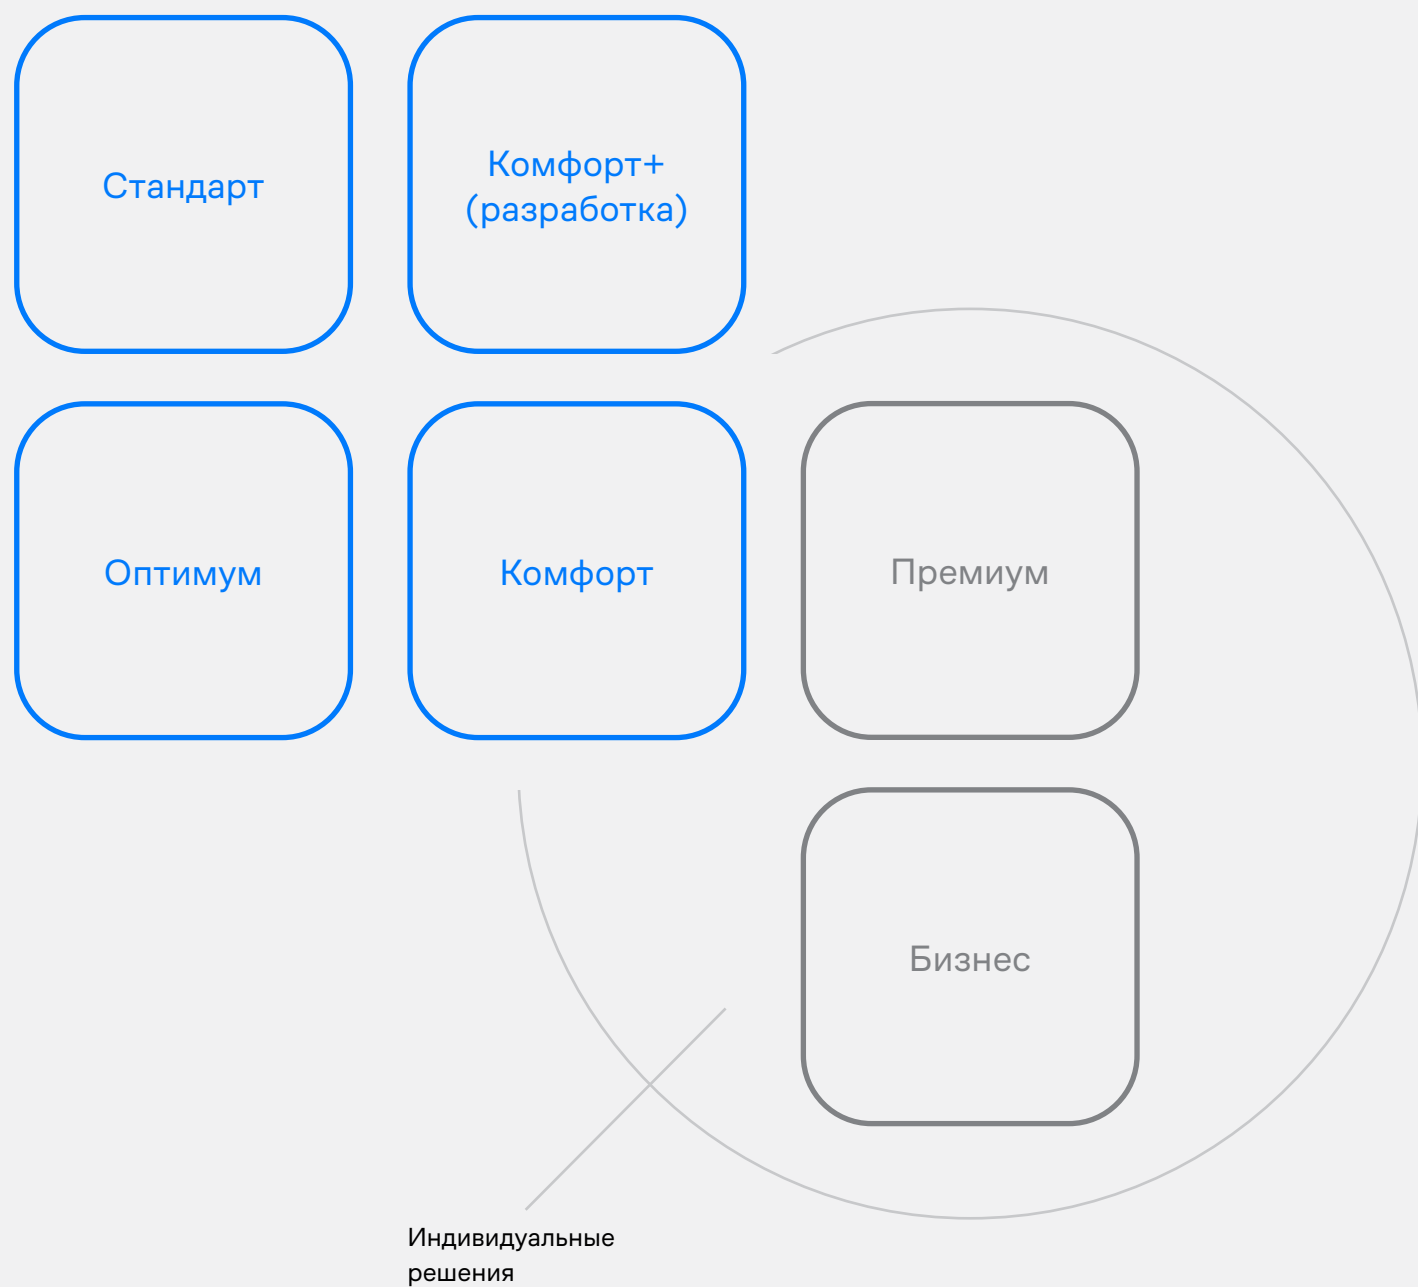 Стандарт
Комфорт+
(разработка)
Оптимум
Комфорт
Премиум
Бизнес
Индивидуальные
решения